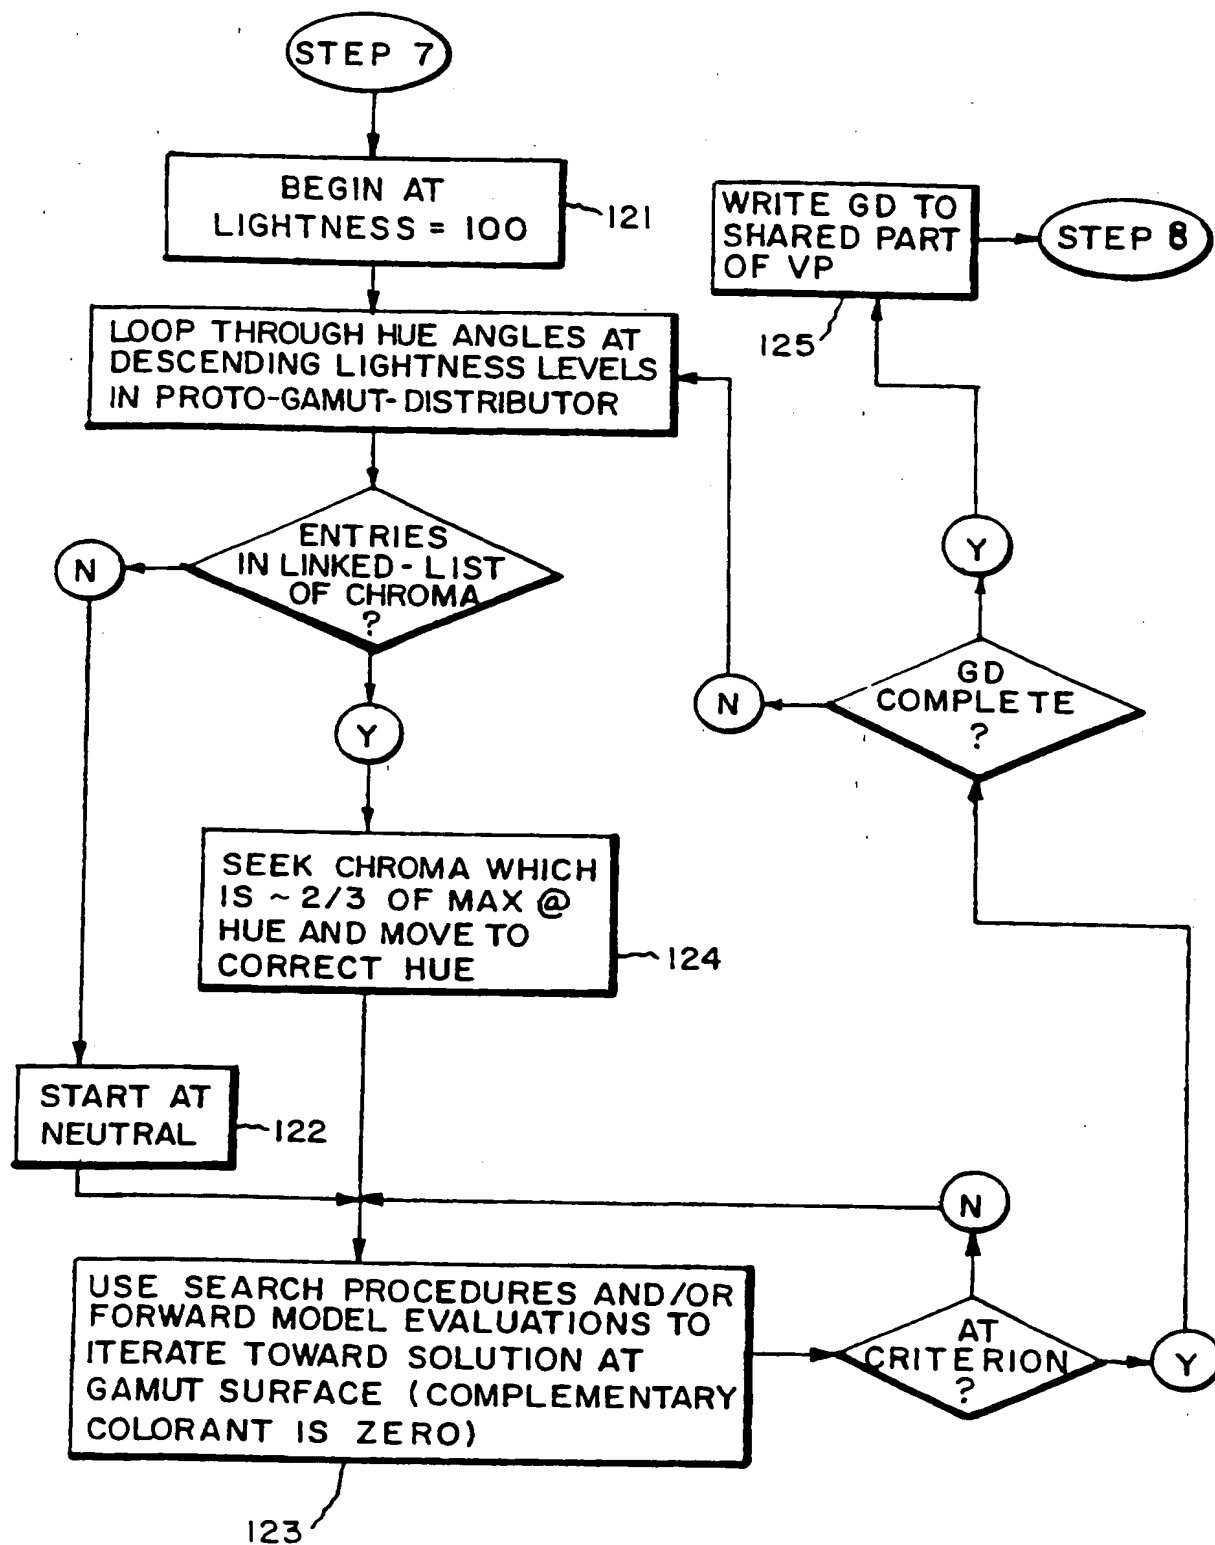 STEP 7
BEGIN AT
LIGHTNESS = 100
121
LOOP THROUGH HUE ANGLES AT
DESCENDING LIGHTNESS LEVELS
IN PROTO-GAMUT-DISTRIBUTOR
ENTRIES
IN LINKED-LIST
OF CHROMA
?
N
Y
SEEK CHROMA WHICH
IS ~ 2/3 OF MAX @
HUE AND MOVE TO
CORRECT HUE
124
START AT
NEUTRAL
122
USE SEARCH PROCEDURES AND/OR
FORWARD MODEL EVALUATIONS TO
ITERATE TOWARD SOLUTION AT
GAMUT SURFACE (COMPLEMENTARY
COLORANT IS ZERO)
123
AT
CRITERION
?
N
Y
GD
COMPLETE
?
N
Y
WRITE GD TO
SHARED PART
OF VP
125
STEP 8